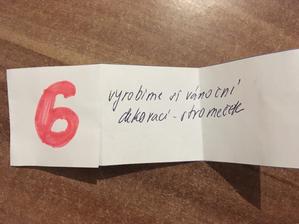 6
vyrobíme si vánoční
dekoraci - stromeček